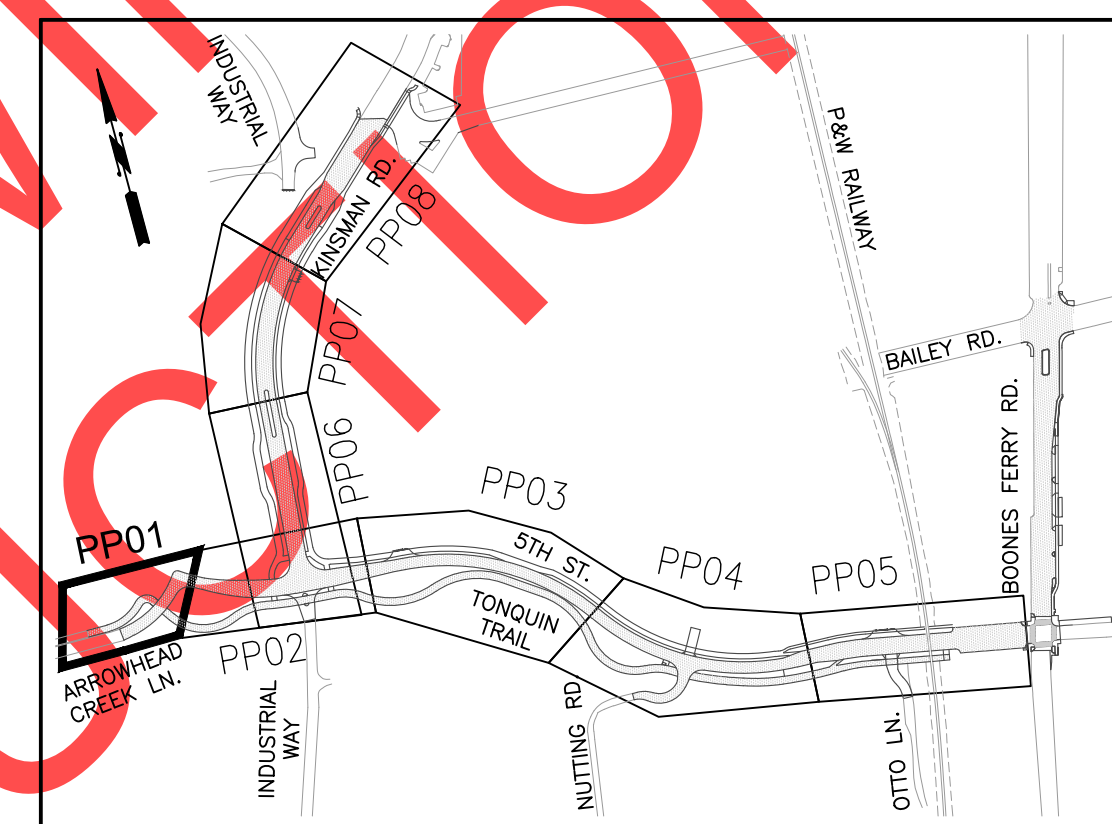 INDUSTRIAL
WAY
P&W RAILWAY
KINSMAN RD.
PP08
PP07
BAILEY RD.
BOONES FERRY RD.
PP06
PP03
PP01
5TH ST.
PP04
PP05
TONQUIN
TRAIL
PP02
ARROWHEAD
CREEK LN.
INDUSTRIAL
WAY
NUTTING RD.
OTTO LN.